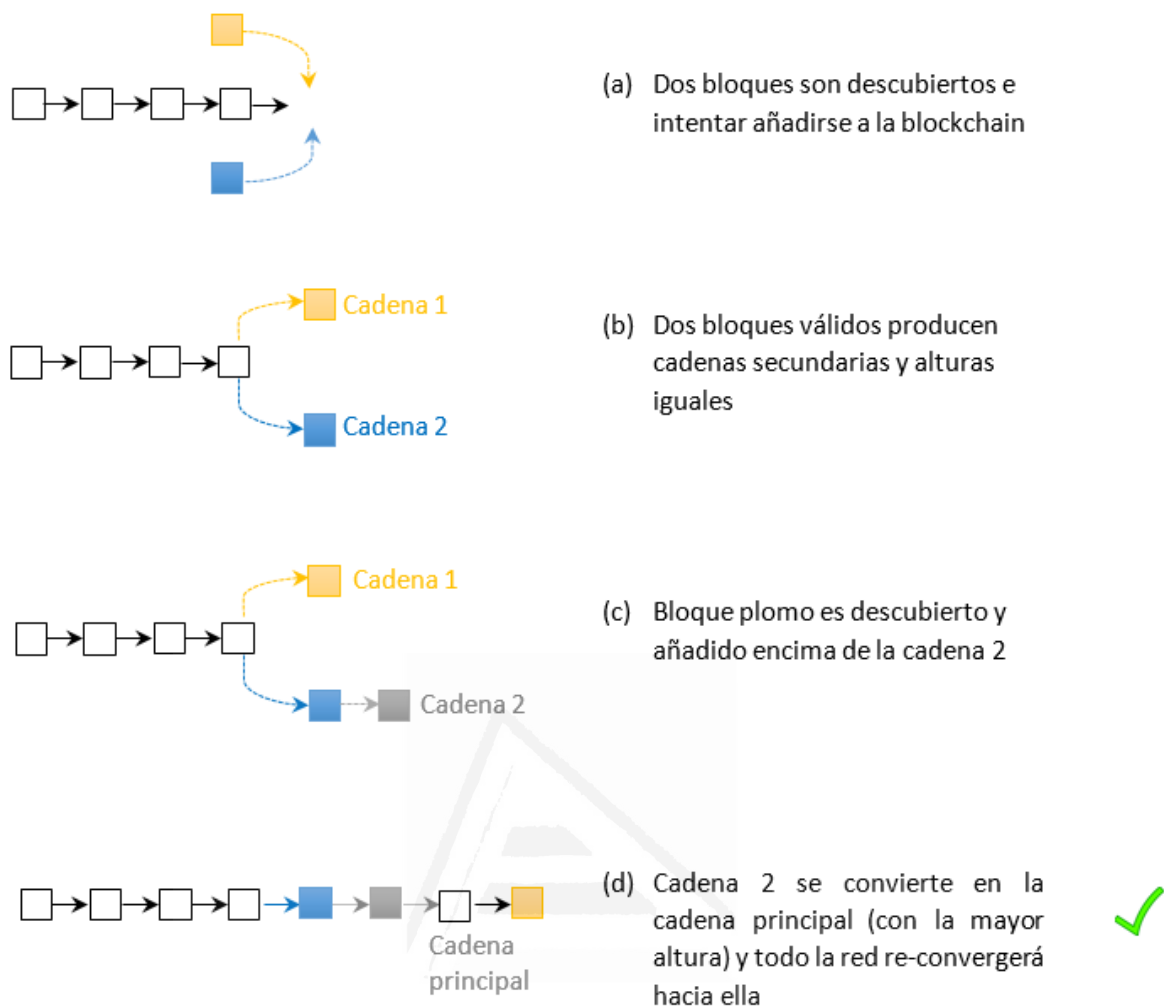 (a) Dos bloques son descubiertos e
intentar añadirse a la blockchain
Cadena 1
Cadena 2
(b) Dos bloques válidos producen
cadenas secundarias y alturas
iguales
Cadena 1
Cadena 2
(c) Bloque plomo es descubierto y
añadido encima de la cadena 2
Cadena
principal
(d) Cadena 2 se convierte en la
cadena principal (con la mayor
altura) y todo la red re-convergerá
hacia ella